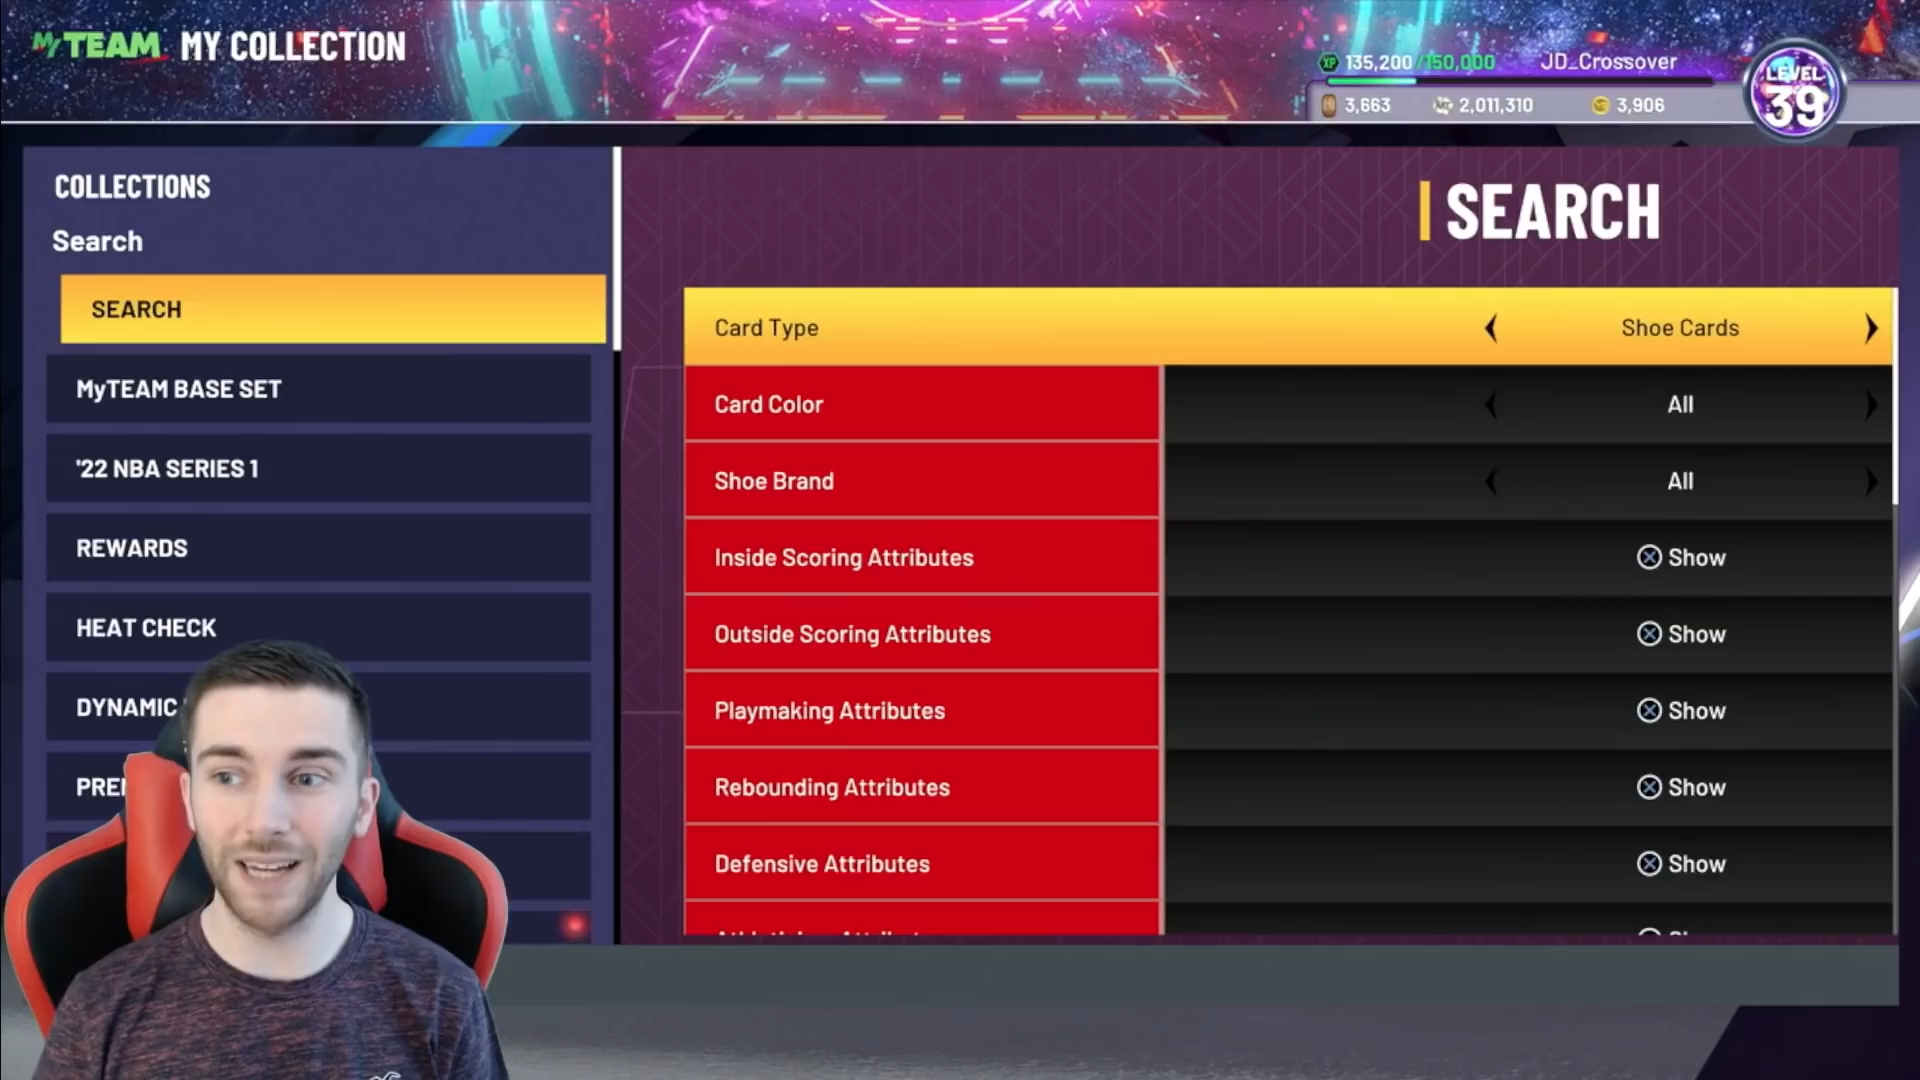 MyTEAM MY COLLECTION
XP 135,200/150,000 JD_Crossover
LEVEL
39
3,663 MT 2,011,310 3,906
COLLECTIONS
Search
SEARCH
MyTEAM BASE SET
'22 NBA SERIES 1
REWARDS
HEAT CHECK
DYNAMIC
SEARCH
Card Type Shoe Cards
Card Color All
Shoe Brand All
Inside Scoring Attributes Show
Outside Scoring Attributes Show
Playmaking Attributes Show
Rebounding Attributes Show
Defensive Attributes Show